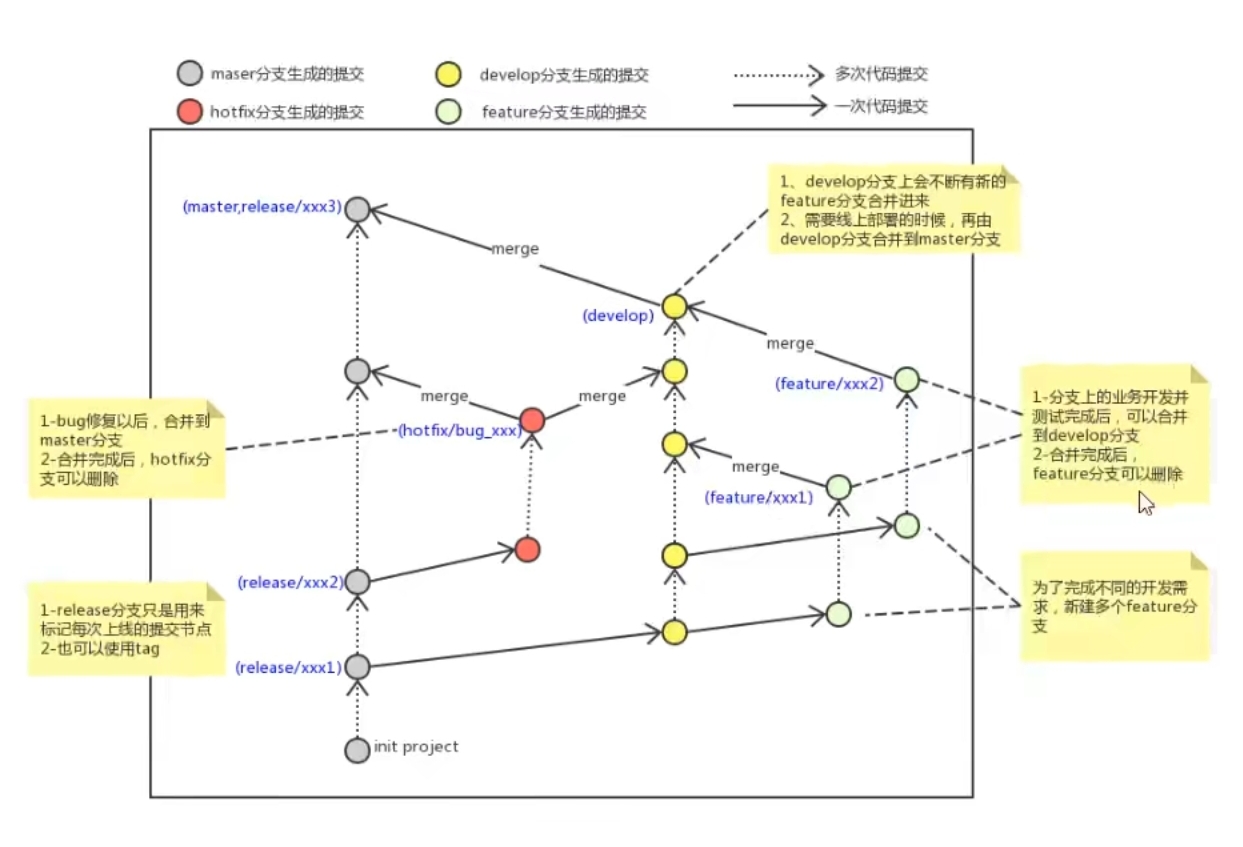 maser分支生成的提交
develop分支生成的提交
多次代码提交
hotfix分支生成的提交
feature分支生成的提交
一次代码提交
1、develop分支上会不断有新的
feature分支合并进来
2、需要线上部署的时候，再由
develop分支合并到master分支
(master,release/xxx3)
merge
(develop)
merge
(feature/xxx2)
merge
merge
1-bug修复以后，合并到
master分支
2-合并完成后，hotfix分
支可以删除
(hotfix/bug_xxx)
1-分支上的业务开发并
测试完成后，可以合并
到develop分支
2-合并完成后，
feature分支可以删除
merge
(feature/xxx1)
(release/xxx2)
1-release分支只是用来
标记每次上线的提交节点
2-也可以使用tag
为了完成不同的开发需
求，新建多个feature分
支
(release/xxx1)
init project